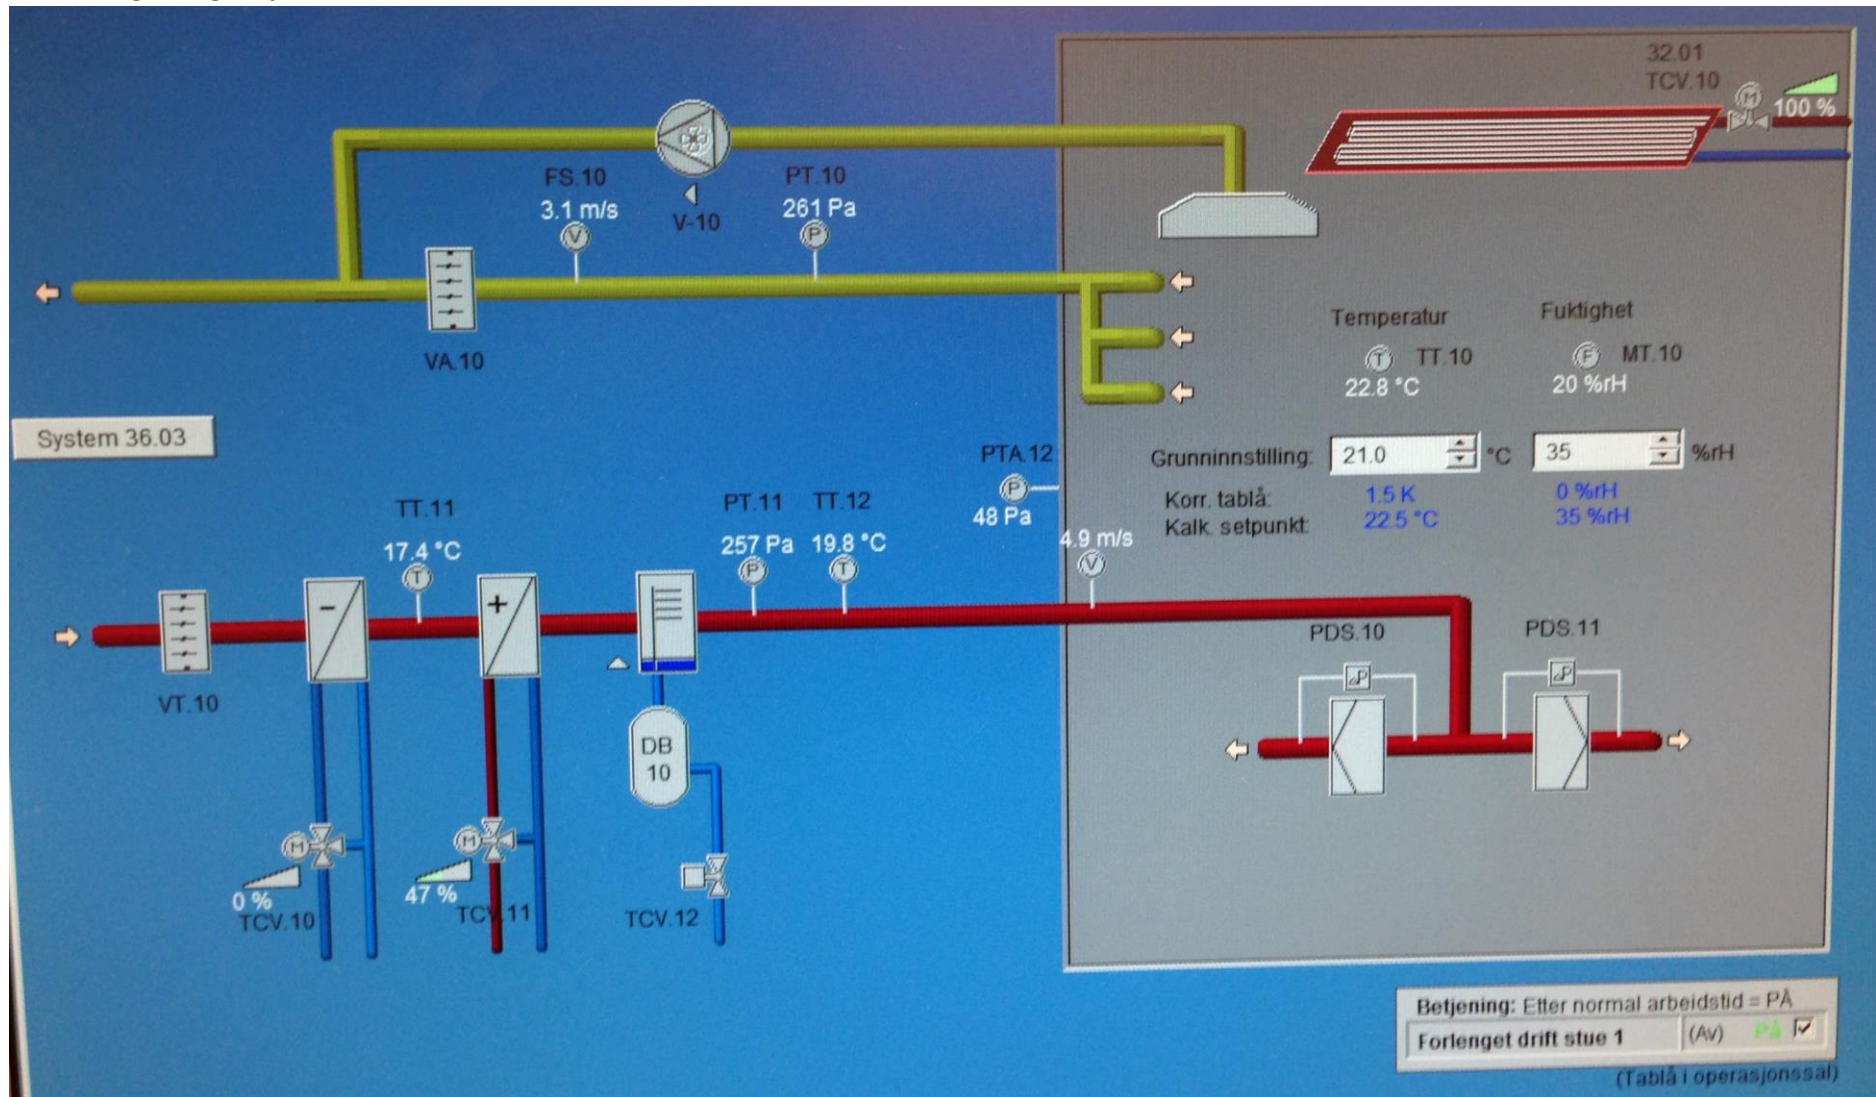 32.01
TCV.10
100 %
FS.10
3.1 m/s
V
V-10
PT.10
261 Pa
P
M
VA.10
Temperatur
Fuktighet
T TT.10
F MT.10
22.8 °C
20 %rH
System 36.03
PTA.12
P
48 Pa
Grunninnstilling: 21.0 °C 35 %rH
Korr. tablå: 1.5 K 0 %rH
Kalk. setpunkt: 22.5 °C 35 %rH
TT.11
17.4 °C
T
PT.11 TT.12
257 Pa 19.8 °C
P T
4.9 m/s
V
- +
VT.10
PDS.10
PDS.11
P
P
DB
10
M
0 %
TCV.10
M
47 %
TCV.11
TCV.12
Betjening: Etter normal arbeidstid = PÅ
Forlenget drift stue 1 (Av) På
(Tablå i operasjonssal)